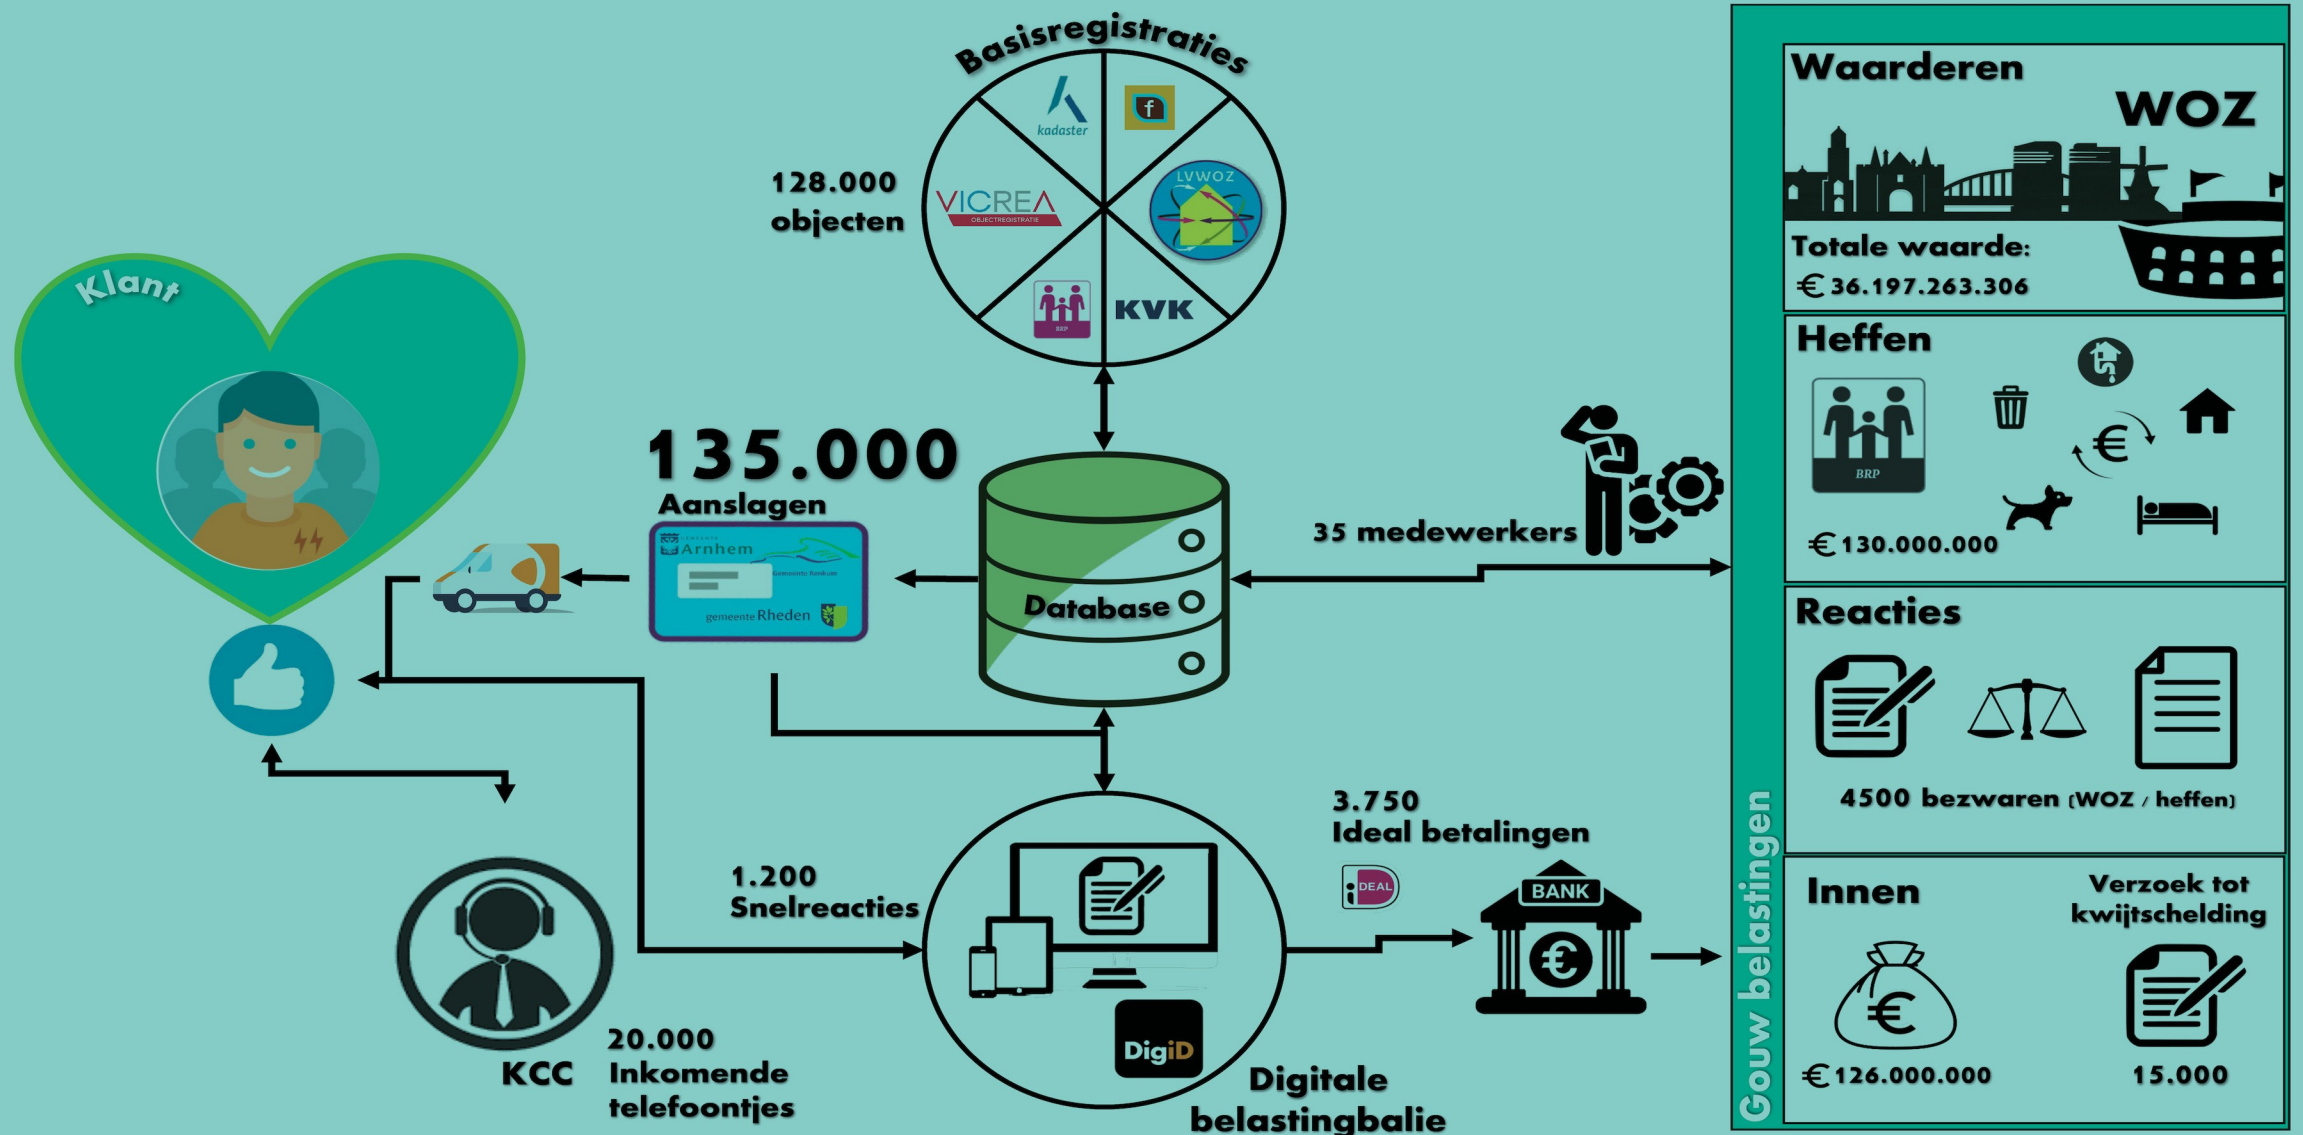 Basisregistraties
kadaster
f
128.000
objecten
VICREA
OBJECTREGISTRATIE
LVWOZ
BRP
KVK
Klant
135.000
Aanslagen
GEMEENTE
Arnhem
Gemeente Renkum
gemeente Rheden
Database
35 medewerkers
1.200
Snelreacties
3.750
Ideal betalingen
iDEAL
BANK
€
DigiD
Digitale
belastingbalie
KCC
20.000
Inkomende
telefoontjes
Gouw belastingen
Waarderen
WOZ
Totale waarde:
€ 36.197.263.306
Heffen
BRP
€
€ 130.000.000
Reacties
4500 bezwaren (WOZ / heffen)
Innen
€
€ 126.000.000
Verzoek tot
kwijtschelding
15.000